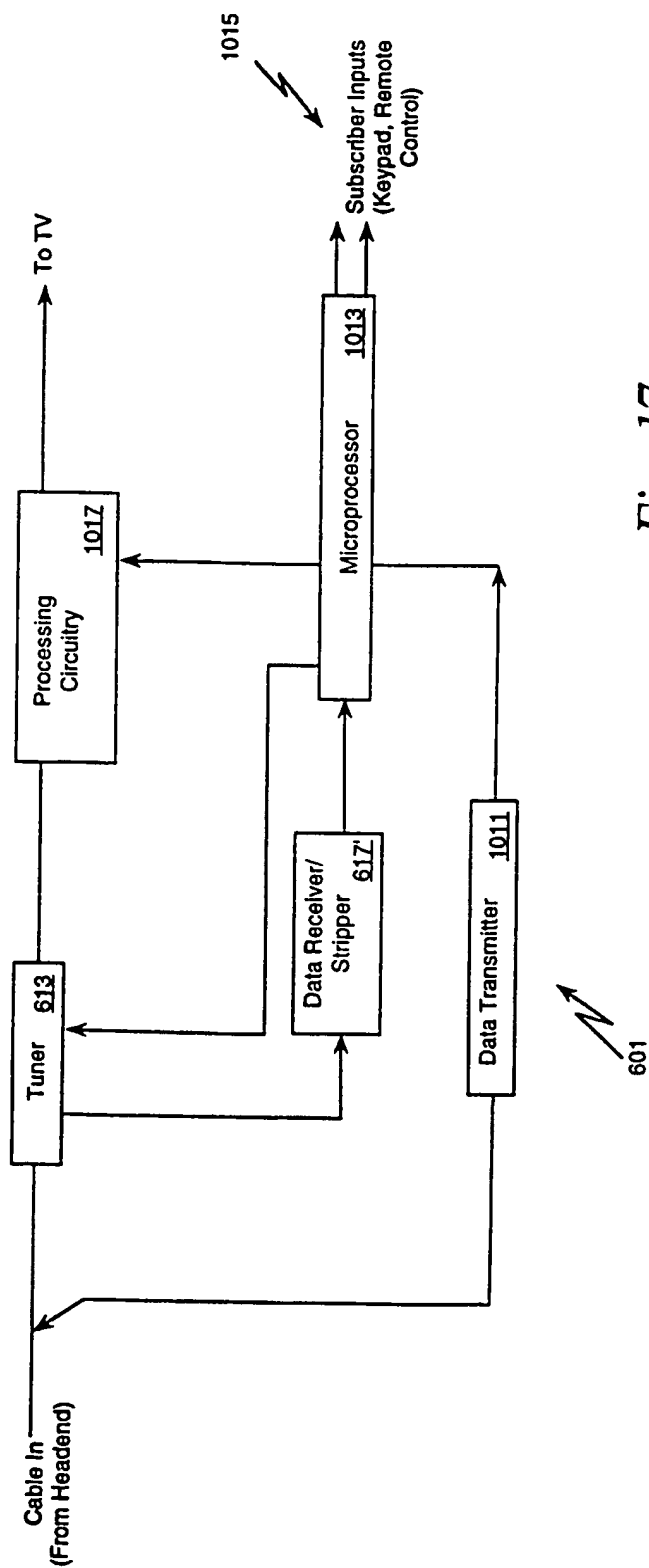 Cable In
(From Headend)
Tuner 613
Processing
Circuitry
1017
To TV
1015
Subscriber Inputs
(Keypad, Remote
Control)
Data Receiver/
Stripper
617'
Microprocessor 1013
Data Transmitter 1011
601